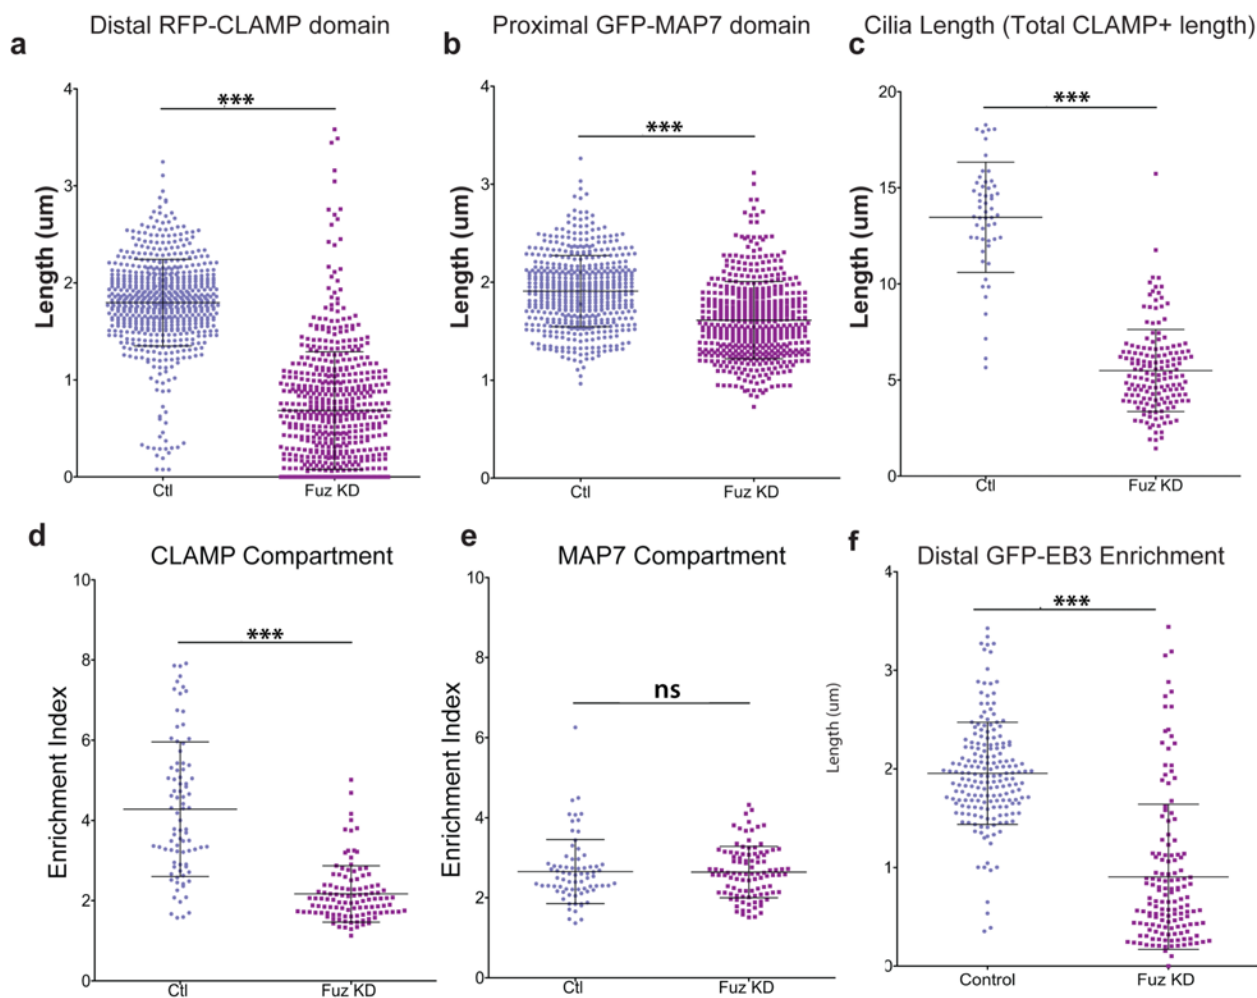 a
Distal RFP-CLAMP domain
Length (um)
4
3
2
1
0
***
Ctl
Fuz KD
b
Proximal GFP-MAP7 domain
Length (um)
4
3
2
1
0
***
Ctl
Fuz KD
c
Cilia Length (Total CLAMP+ length)
Length (um)
20
15
10
5
0
***
Ctl
Fuz KD
d
CLAMP Compartment
Enrichment Index
10
8
6
4
2
0
***
Ctl
Fuz KD
e
MAP7 Compartment
Enrichment Index
10
8
6
4
2
0
ns
Ctl
Fuz KD
f
Distal GFP-EB3 Enrichment
Length (um)
4
3
2
1
0
***
Control
Fuz KD